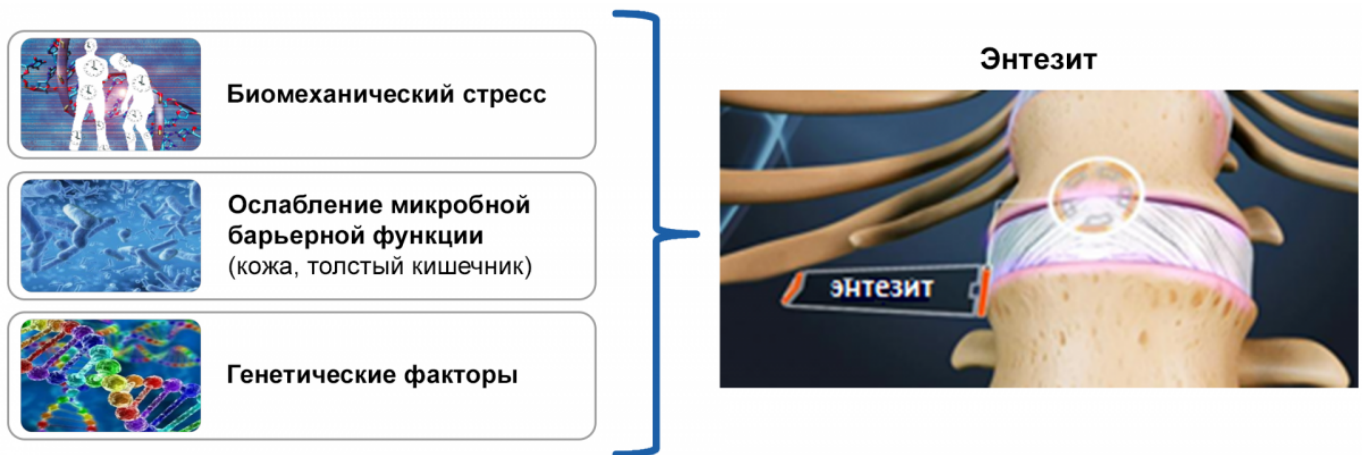 Биомеханический стресс
Ослабление микробной
барьерной функции
(кожа, толстый кишечник)
Генетические факторы
Энтезит
энтезит